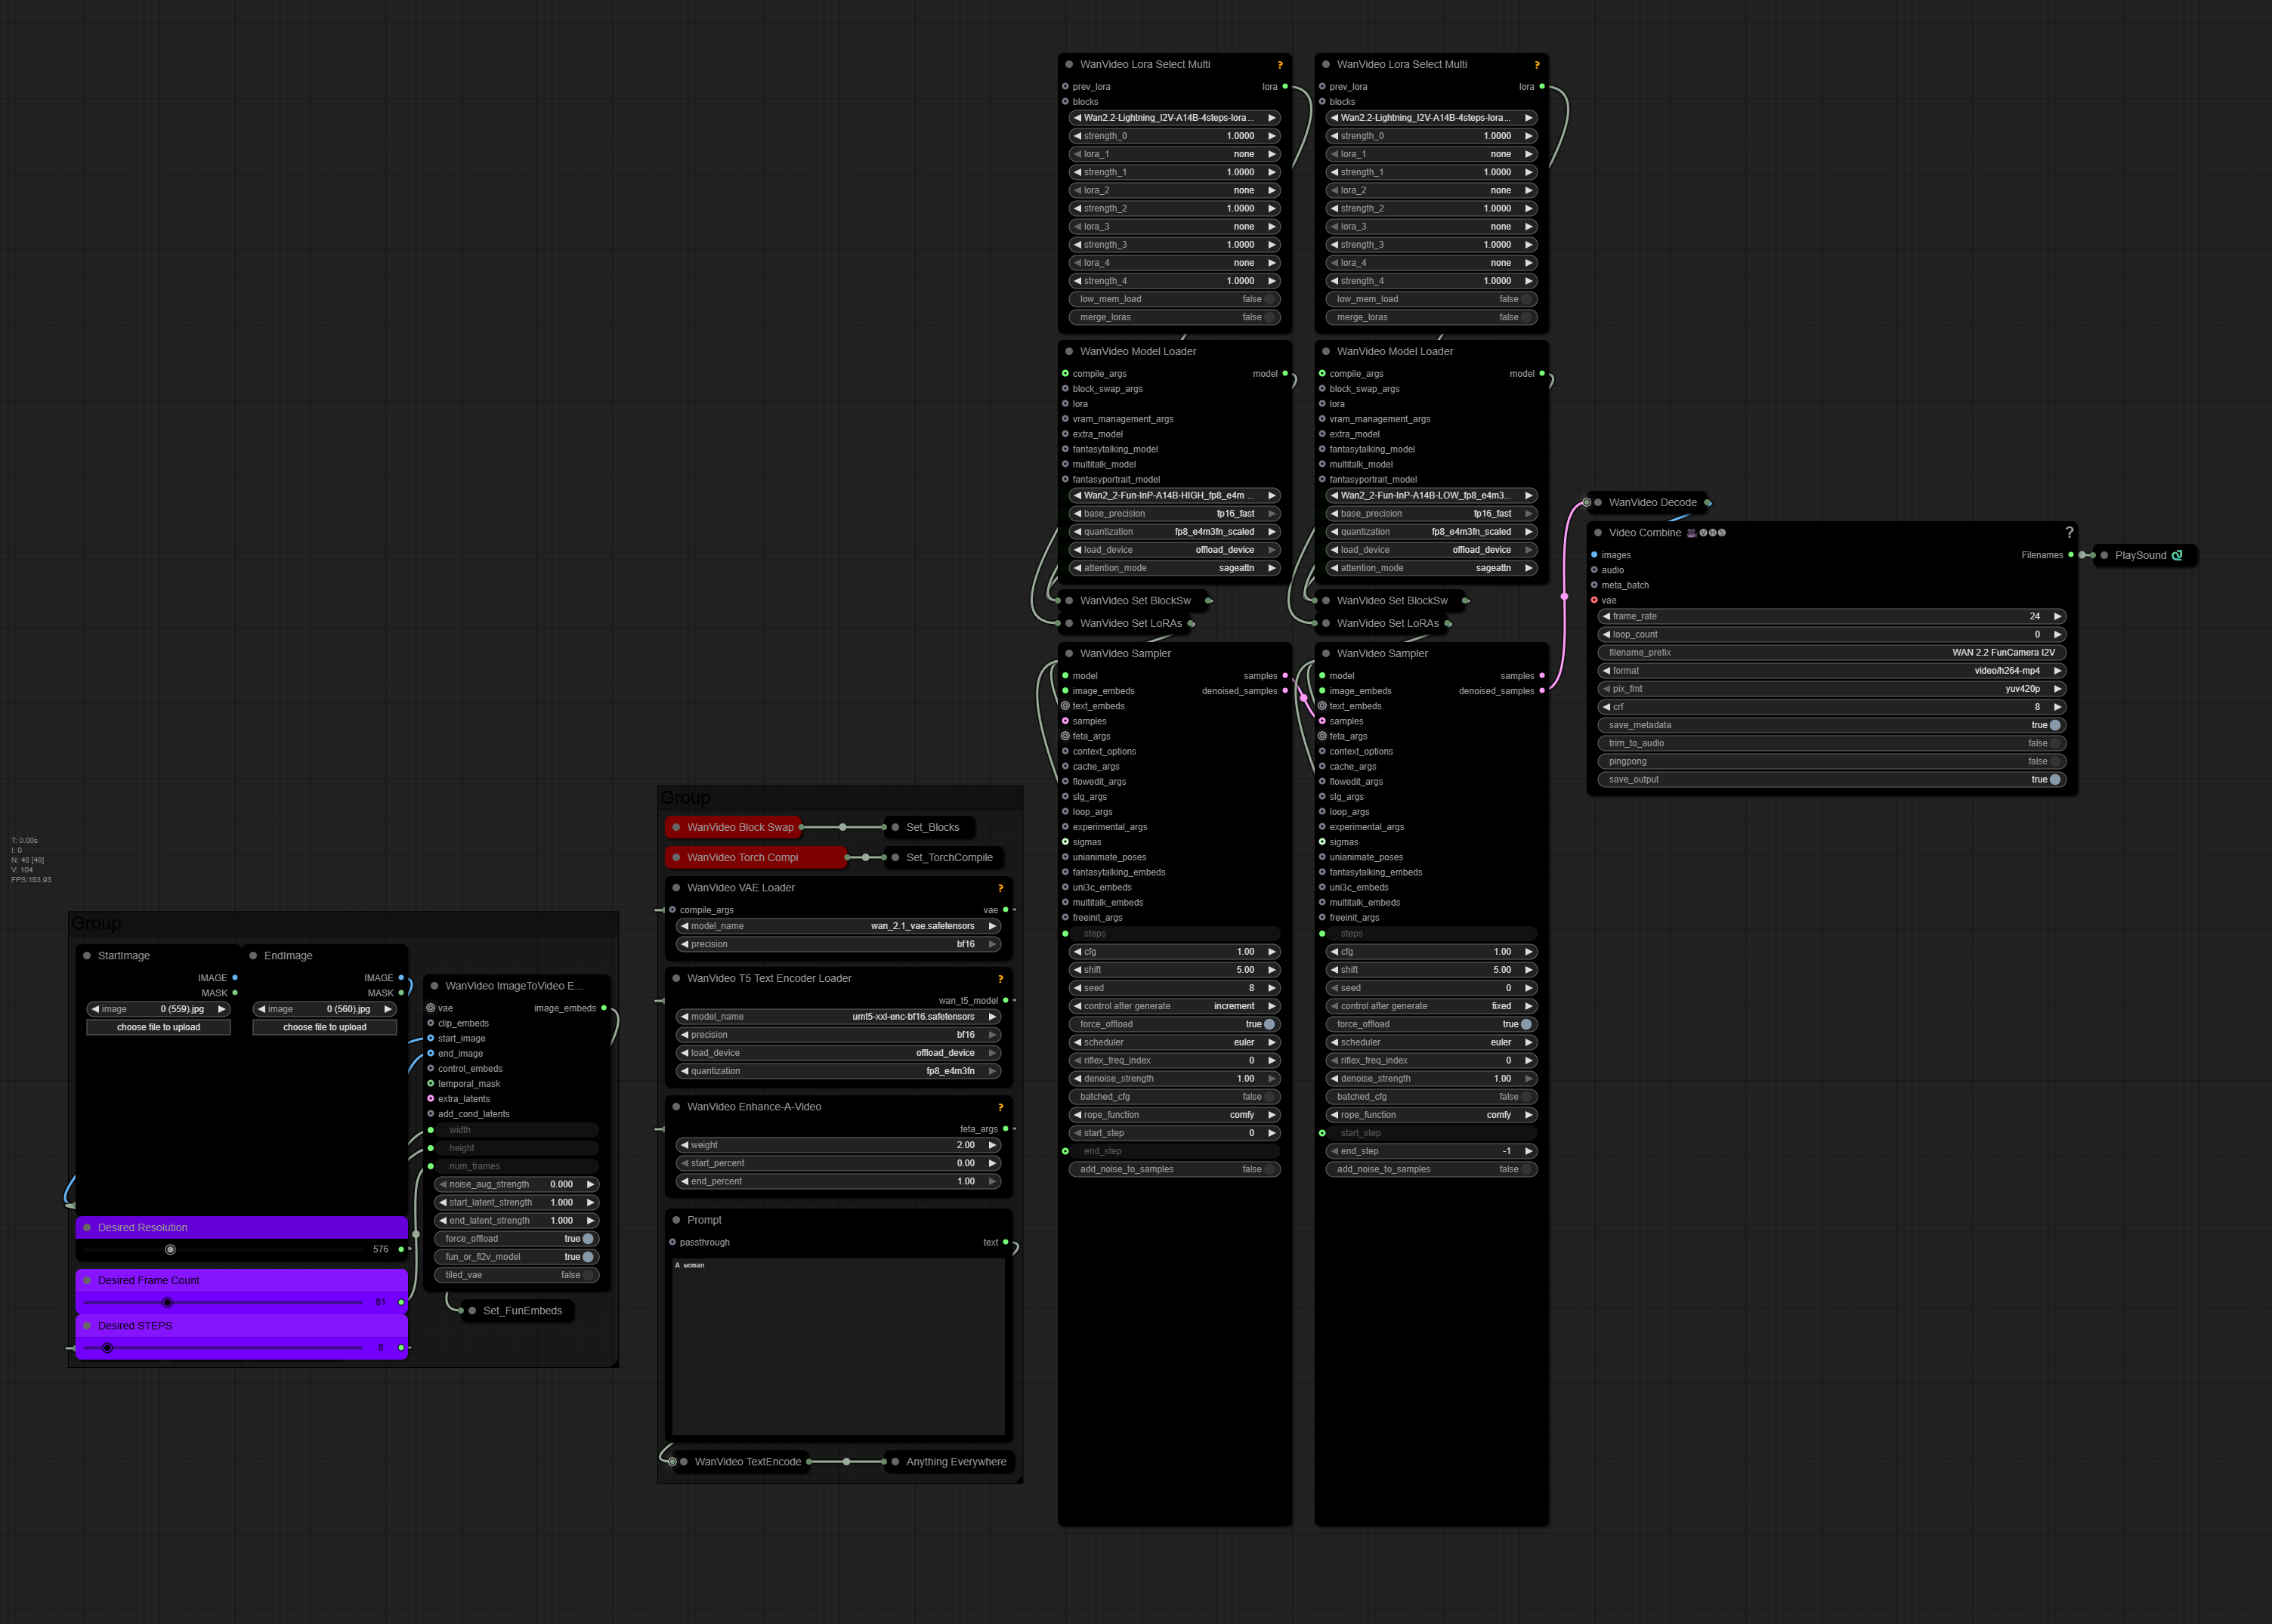 WanVideo Lora Select Multi ?
prev_lora lora
blocks
Wan2.2-Lightning_I2V-A14B-4steps-lora...
strength_0 1.0000
lora_1 none
strength_1 1.0000
lora_2 none
strength_2 1.0000
lora_3 none
strength_3 1.0000
lora_4 none
strength_4 1.0000
low_mem_load false
merge_loras false
WanVideo Lora Select Multi ?
prev_lora lora
blocks
Wan2.2-Lightning_I2V-A14B-4steps-lora...
strength_0 1.0000
lora_1 none
strength_1 1.0000
lora_2 none
strength_2 1.0000
lora_3 none
strength_3 1.0000
lora_4 none
strength_4 1.0000
low_mem_load false
merge_loras false
WanVideo Model Loader
compile_args model
block_swap_args
lora
vram_management_args
extra_model
fantasytalking_model
multitalk_model
fantasyportrait_model
Wan2_2-Fun-InP-A14B-HIGH_fp8_e4m ...
base_precision fp16_fast
quantization fp8_e4m3fn_scaled
load_device offload_device
attention_mode sageattn
WanVideo Set BlockSw
WanVideo Set LoRAs
WanVideo Model Loader
compile_args model
block_swap_args
lora
vram_management_args
extra_model
fantasytalking_model
multitalk_model
fantasyportrait_model
Wan2_2-Fun-InP-A14B-LOW_fp8_e4m3...
base_precision fp16_fast
quantization fp8_e4m3fn_scaled
load_device offload_device
attention_mode sageattn
WanVideo Set BlockSw
WanVideo Set LoRAs
WanVideo Sampler
model samples
image_embeds denoised_samples
text_embeds
samples
feta_args
context_options
cache_args
flowedit_args
slg_args
loop_args
experimental_args
sigmas
unianimate_poses
fantasytalking_embeds
uni3c_embeds
multitalk_embeds
freeinit_args
steps
cfg 1.00
shift 5.00
seed 8
control after generate increment
force_offload true
scheduler euler
riflex_freq_index 0
denoise_strength 1.00
batched_cfg false
rope_function comfy
start_step 0
end_step
add_noise_to_samples false
WanVideo Sampler
model samples
image_embeds denoised_samples
text_embeds
samples
feta_args
context_options
cache_args
flowedit_args
slg_args
loop_args
experimental_args
sigmas
unianimate_poses
fantasytalking_embeds
uni3c_embeds
multitalk_embeds
freeinit_args
steps
cfg 1.00
shift 5.00
seed 0
control after generate fixed
force_offload true
scheduler euler
riflex_freq_index 0
denoise_strength 1.00
batched_cfg false
rope_function comfy
start_step
end_step -1
add_noise_to_samples false
WanVideo Decode
Video Combine VHS ?
images Filenames
audio
meta_batch
vae
frame_rate 24
loop_count 0
filename_prefix WAN 2.2 FunCamera I2V
format video/h264-mp4
pix_fmt yuv420p
crf 8
save_metadata true
trim_to_audio false
pingpong false
save_output true
PlaySound
T: 0.00s
I: 0
N: 48 [48]
V: 104
FPS:163.93
Group
WanVideo Block Swap
Set_Blocks
WanVideo Torch Compi
Set_TorchCompile
WanVideo VAE Loader ?
compile_args vae
model_name wan_2.1_vae.safetensors
precision bf16
WanVideo T5 Text Encoder Loader ?
wan_t5_model
model_name umt5-xxl-enc-bf16.safetensors
precision bf16
load_device offload_device
quantization fp8_e4m3fn
WanVideo Enhance-A-Video ?
feta_args
weight 2.00
start_percent 0.00
end_percent 1.00
Prompt
passthrough text
A woman
WanVideo TextEncode
Anything Everywhere
Group
StartImage
IMAGE
MASK
image 0 (559).jpg
choose file to upload
EndImage
IMAGE
MASK
image 0 (560).jpg
choose file to upload
WanVideo ImageToVideo E...
vae image_embeds
clip_embeds
start_image
end_image
control_embeds
temporal_mask
extra_latents
add_cond_latents
width
height
num_frames
noise_aug_strength 0.000
start_latent_strength 1.000
end_latent_strength 1.000
force_offload true
fun_or_fl2v_model true
tiled_vae false
Set_FunEmbeds
Desired Resolution
576
Desired Frame Count
81
Desired STEPS
8